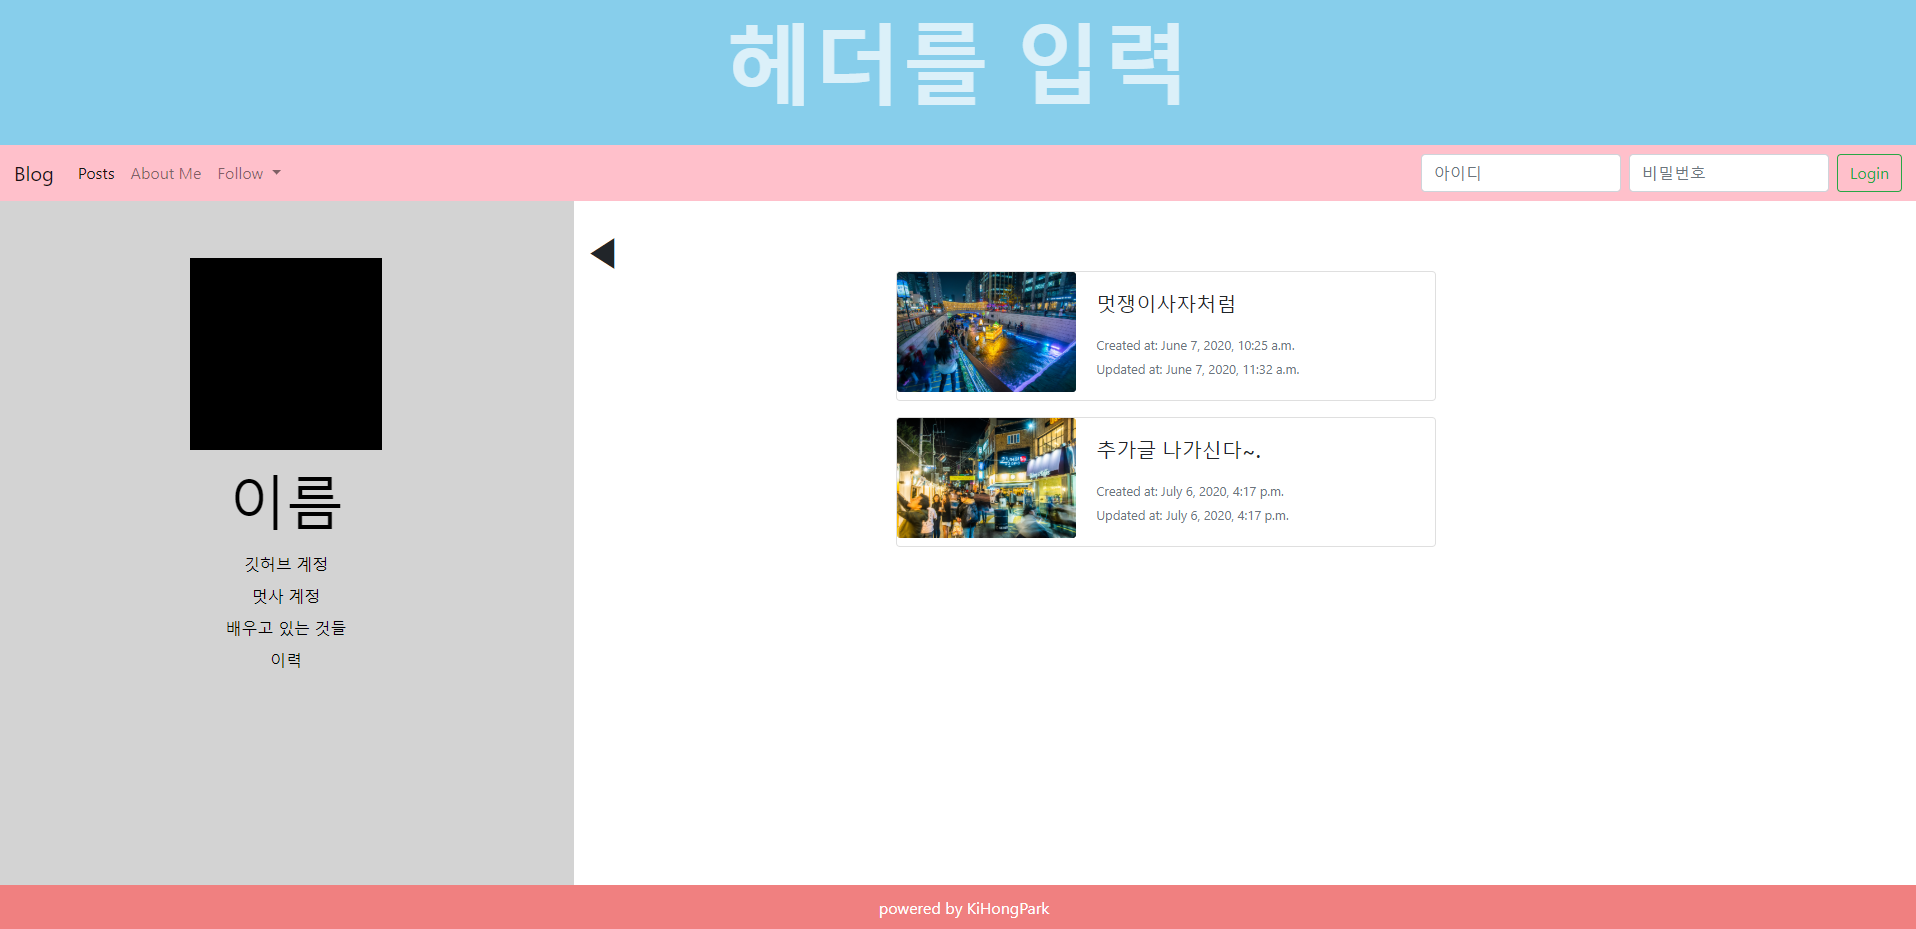 헤더를 입력
Blog Posts About Me Follow 아이디 비밀번호 Login
이름
깃허브 계정
멋사 계정
배우고 있는 것들
이력
멋쟁이사자처럼
Created at: June 7, 2020, 10:25 a.m.
Updated at: June 7, 2020, 11:32 a.m.
추가글 나가신다~.
Created at: July 6, 2020, 4:17 p.m.
Updated at: July 6, 2020, 4:17 p.m.
powered by KiHongPark